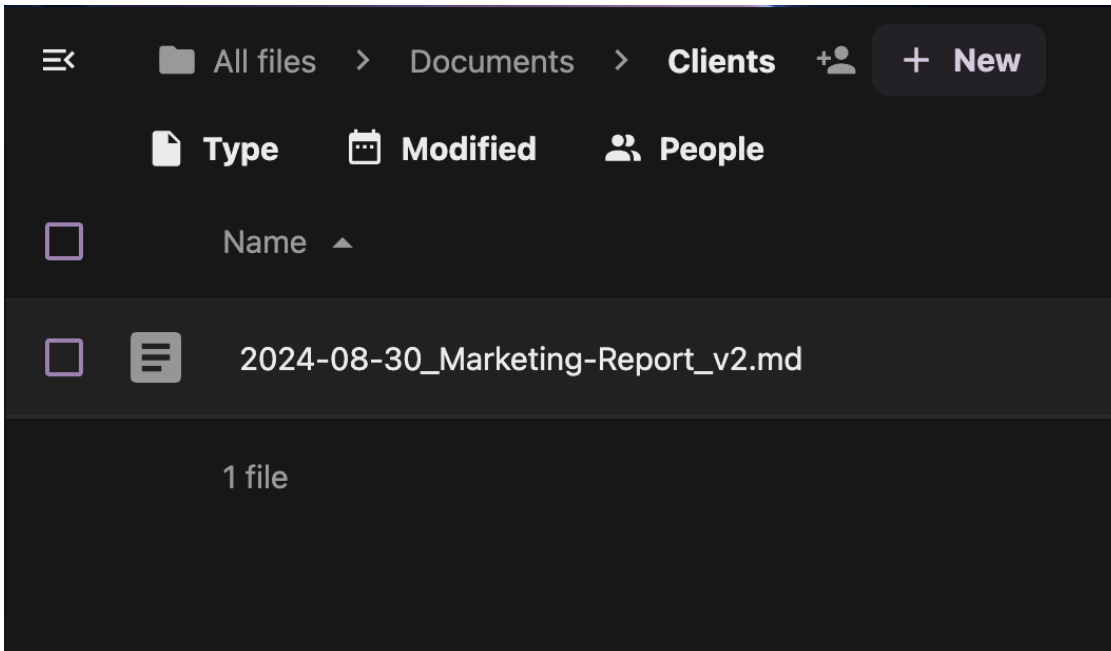 All files > Documents > Clients + New
Type Modified People
Name
2024-08-30_Marketing-Report_v2.md
1 file